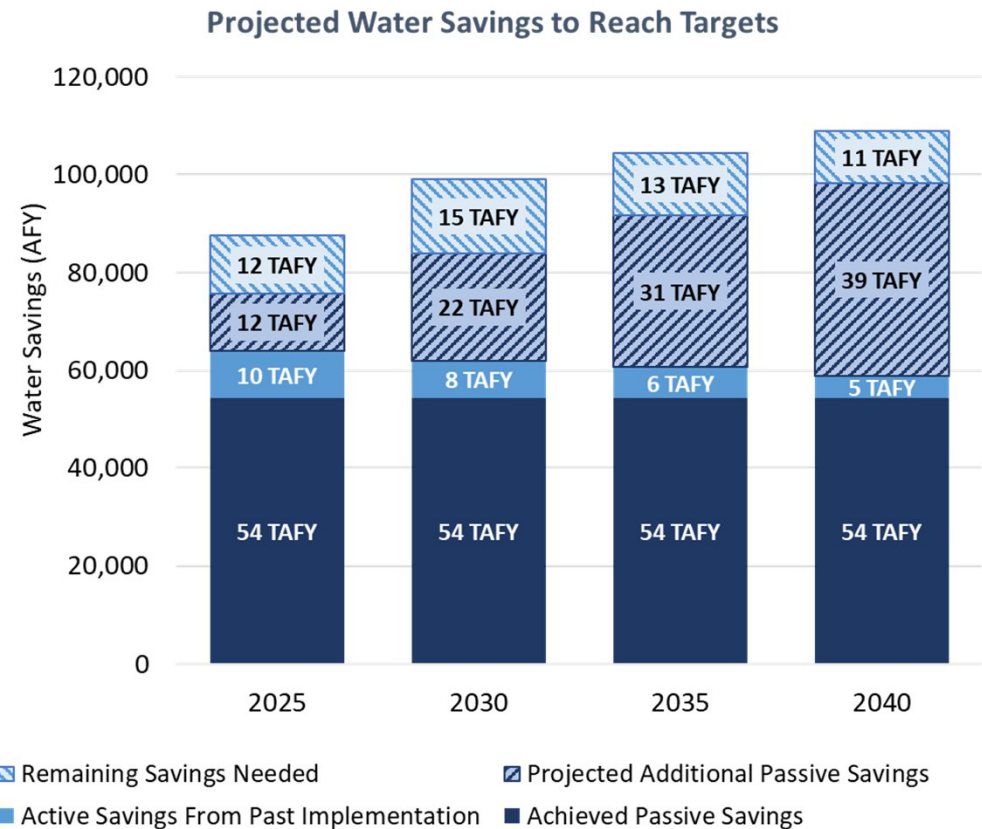 Projected Water Savings to Reach Targets
Water Savings (AFY)
120,000
100,000
80,000
60,000
40,000
20,000
0
12 TAFY
12 TAFY
10 TAFY
54 TAFY
15 TAFY
22 TAFY
8 TAFY
54 TAFY
13 TAFY
31 TAFY
6 TAFY
54 TAFY
11 TAFY
39 TAFY
5 TAFY
54 TAFY
2025 2030 2035 2040
Remaining Savings Needed Projected Additional Passive Savings
Active Savings From Past Implementation Achieved Passive Savings